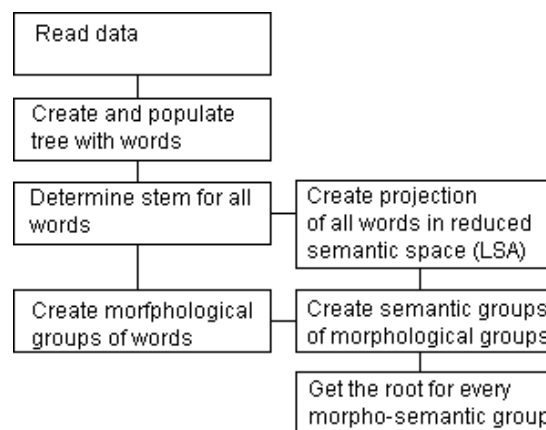 Read data
Create and populate
tree with words
Determine stem for all
words
Create projection
of all words in reduced
semantic space (LSA)
Create morfphological
groups of words
Create semantic groups
of morphological groups
Get the root for every
morpho-semantic group